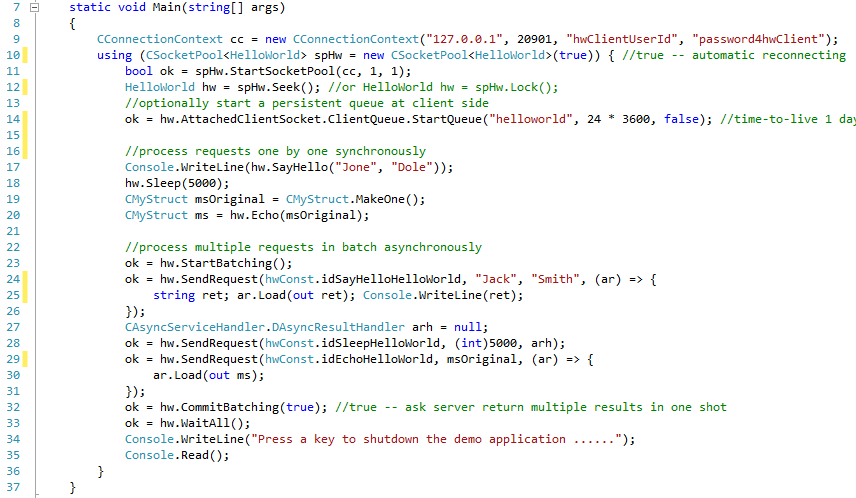 7 static void Main(string[] args)
8 {
9 CConnectionContext cc = new CConnectionContext("127.0.0.1", 20901, "hwClientUserId", "password4hwClient");
10 using (CSocketPool<HelloWorld> spHw = new CSocketPool<HelloWorld>(true)) { //true -- automatic reconnecting
11 bool ok = spHw.StartSocketPool(cc, 1, 1);
12 HelloWorld hw = spHw.Seek(); //or HelloWorld hw = spHw.Lock();
13 //optionally start a persistent queue at client side
14 ok = hw.AttachedClientSocket.ClientQueue.StartQueue("helloworld", 24 * 3600, false); //time-to-live 1 day
15
16 //process requests one by one synchronously
17 Console.WriteLine(hw.SayHello("Jone", "Dole"));
18 hw.Sleep(5000);
19 CMyStruct msOriginal = CMyStruct.MakeOne();
20 CMyStruct ms = hw.Echo(msOriginal);
21
22 //process multiple requests in batch asynchronously
23 ok = hw.StartBatching();
24 ok = hw.SendRequest(hwConst.idSayHelloHelloWorld, "Jack", "Smith", (ar) => {
25 string ret; ar.Load(out ret); Console.WriteLine(ret);
26 });
27 CAsyncServiceHandler.DAsyncResultHandler arh = null;
28 ok = hw.SendRequest(hwConst.idSleepHelloWorld, (int)5000, arh);
29 ok = hw.SendRequest(hwConst.idEchoHelloWorld, msOriginal, (ar) => {
30 ar.Load(out ms);
31 });
32 ok = hw.CommitBatching(true); //true -- ask server return multiple results in one shot
33 ok = hw.WaitAll();
34 Console.WriteLine("Press a key to shutdown the demo application ......");
35 Console.Read();
36 }
37 }